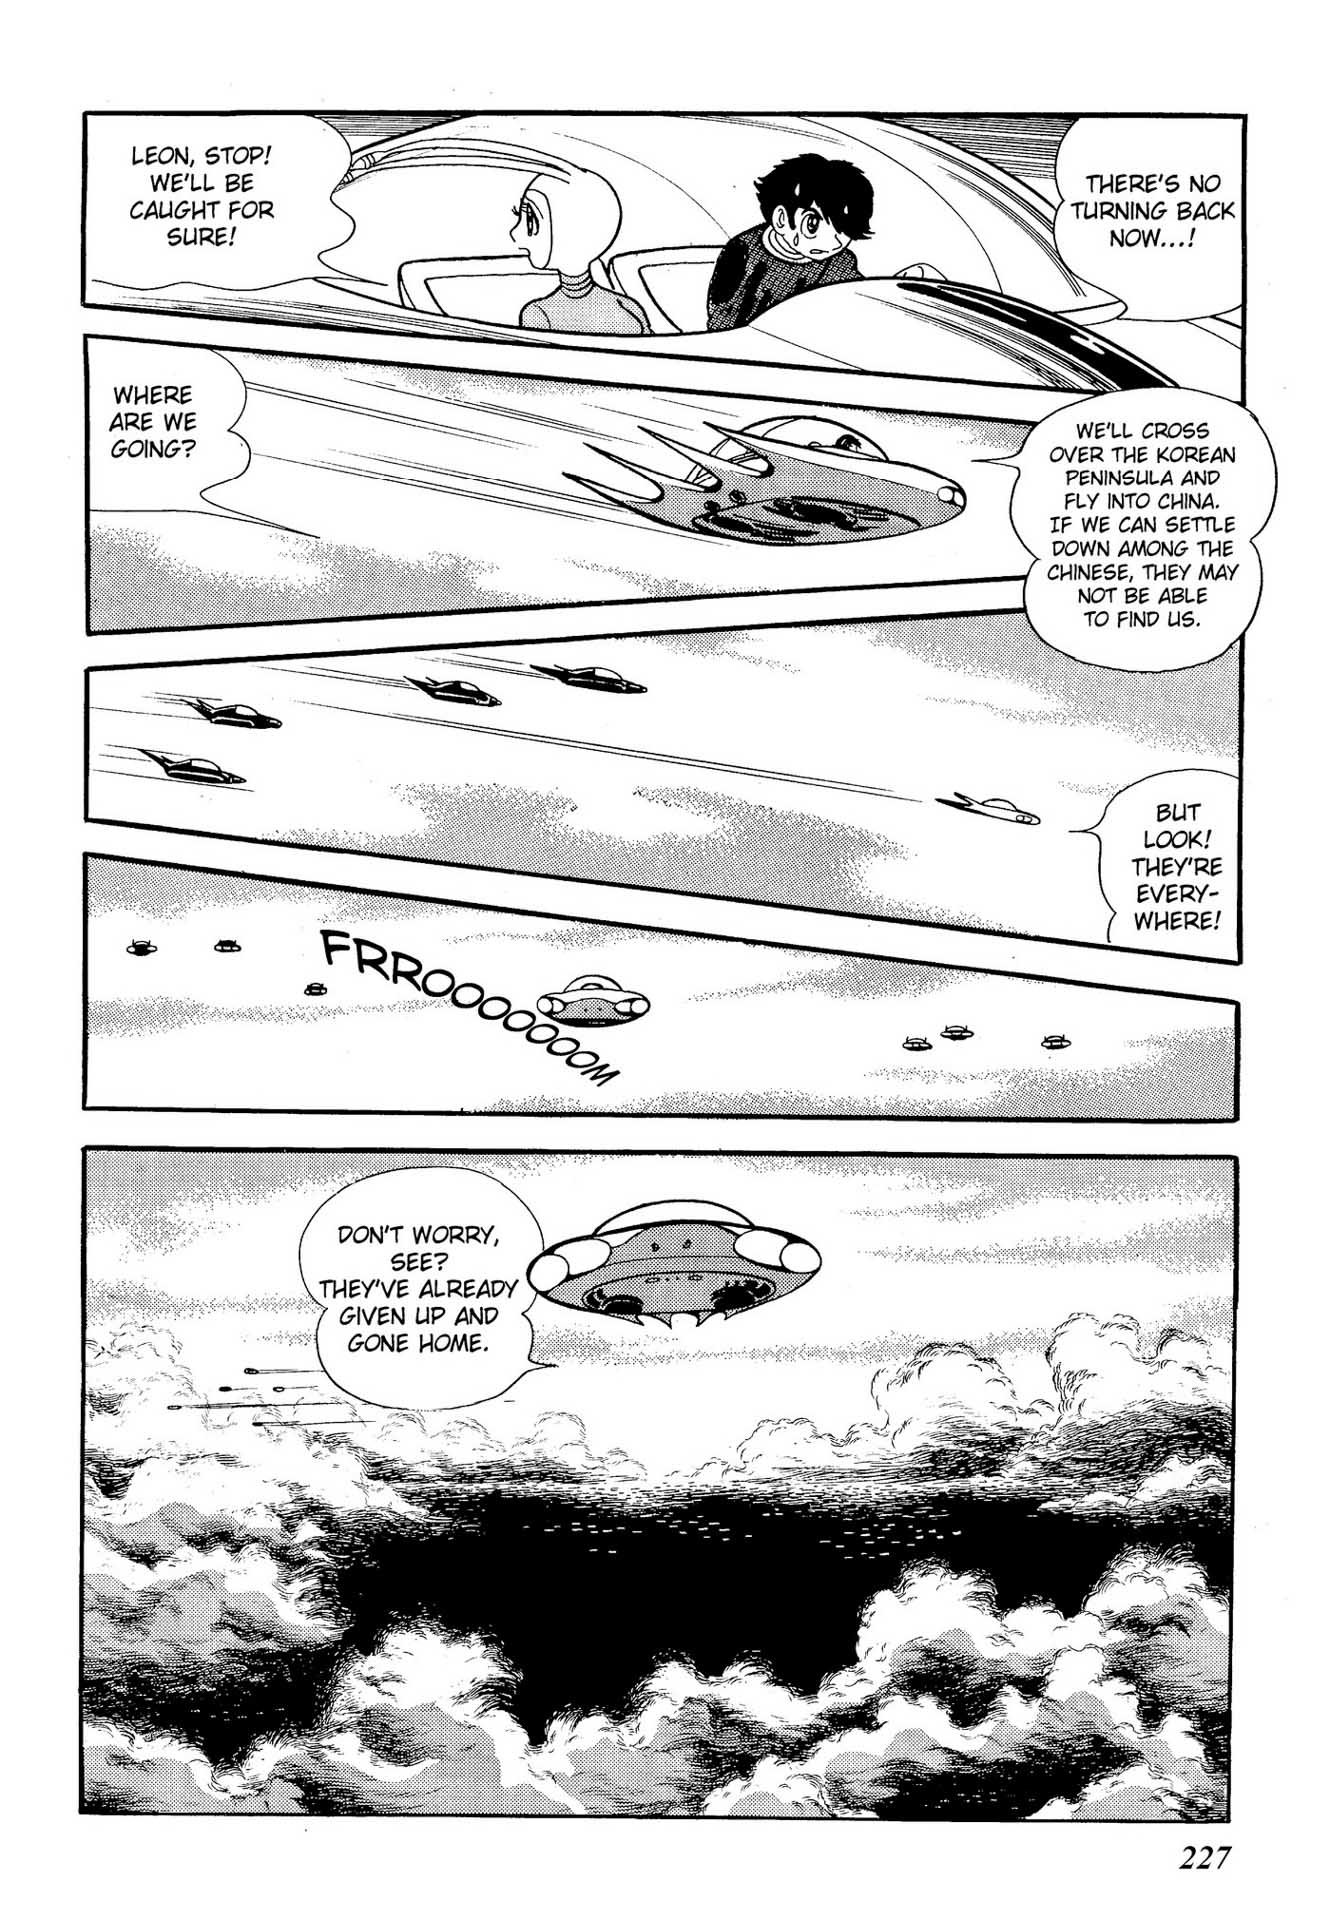 LEON, STOP!
WE'LL BE
CAUGHT FOR
SURE!
THERE'S NO
TURNING BACK
NOW...!
WHERE
ARE WE
GOING?
WE'LL CROSS
OVER THE KOREAN
PENINSULA AND
FLY INTO CHINA.
IF WE CAN SETTLE
DOWN AMONG THE
CHINESE, THEY MAY
NOT BE ABLE
TO FIND US.
BUT
LOOK!
THEY'RE
EVERY-
WHERE!
FRROOOOOOOOM
DON'T WORRY,
SEE?
THEY'VE ALREADY
GIVEN UP AND
GONE HOME.
227